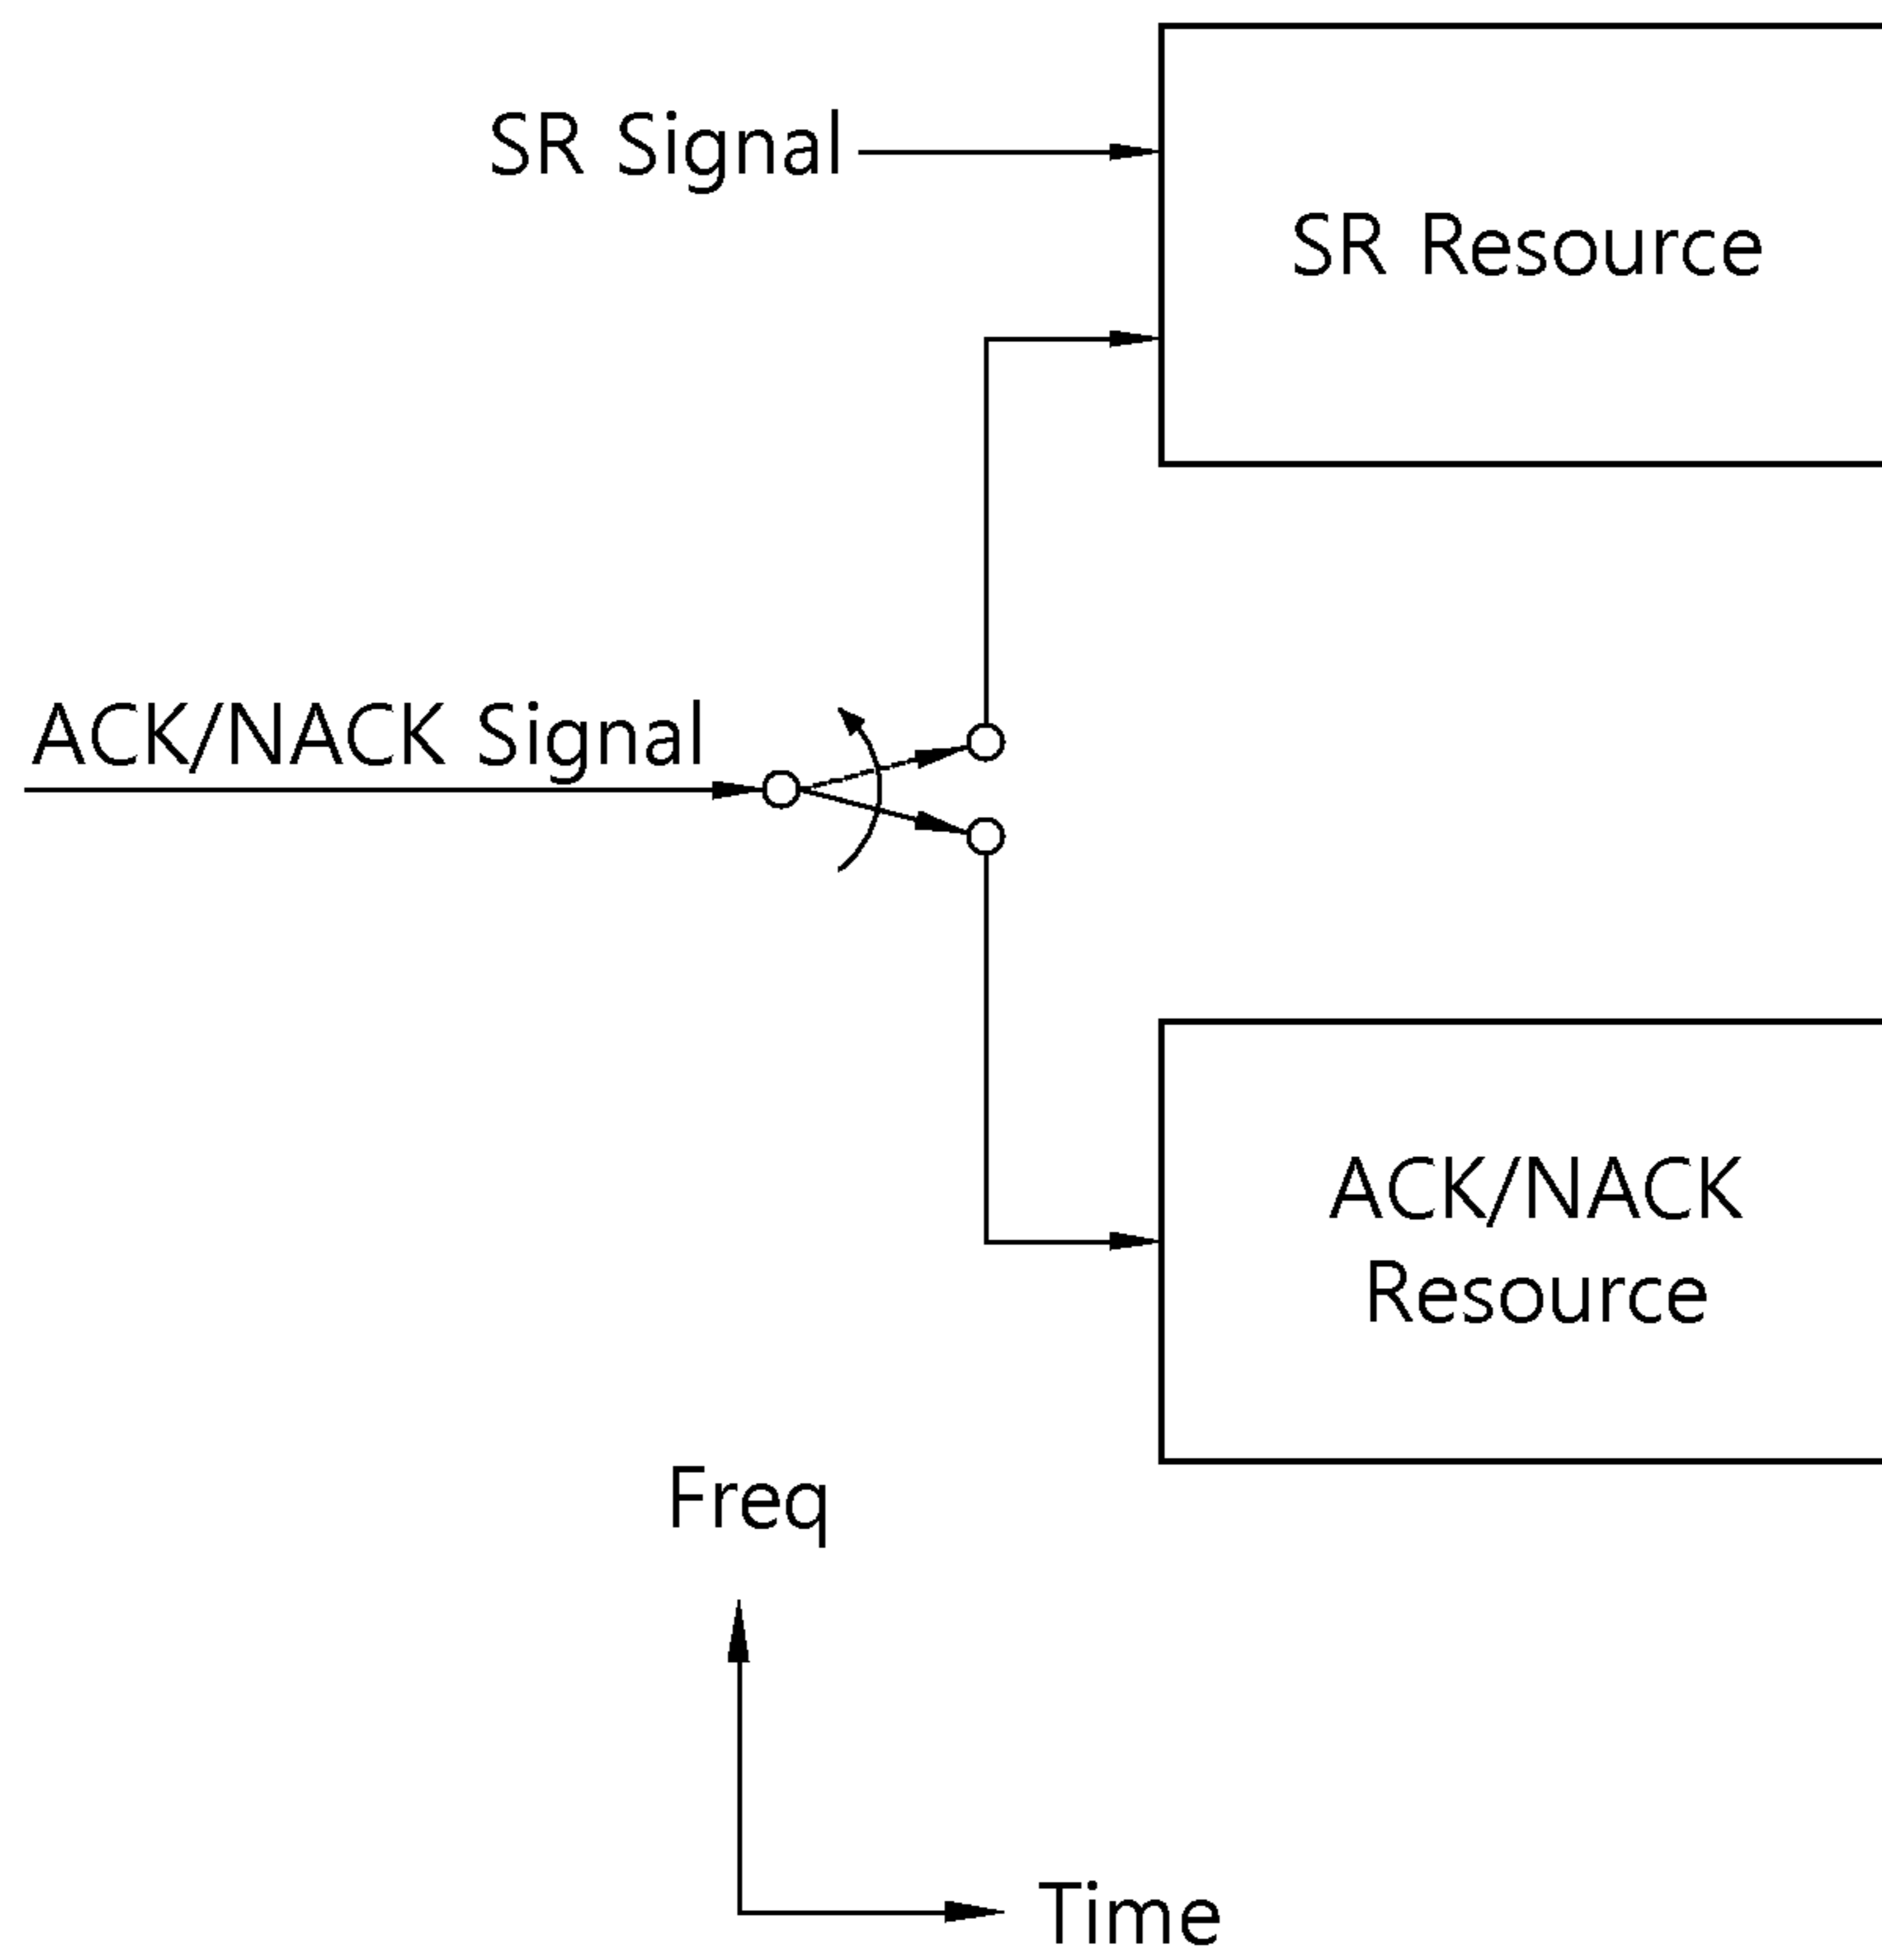 SR Signal
SR Resource
ACK/NACK Signal
ACK/NACK
Resource
Freq
Time